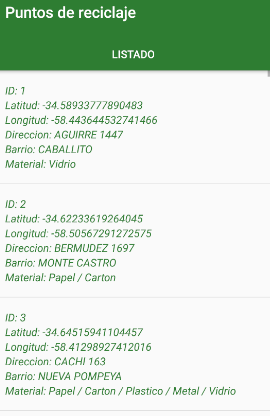 Puntos de reciclaje
LISTADO
ID: 1
Latitud: -34.58933777890483
Longitud: -58.443644532741466
Direccion: AGUIRRE 1447
Barrio: CABALLITO
Material: Vidrio
ID: 2
Latitud: -34.62233619264045
Longitud: -58.50567291272575
Direccion: BERMUDEZ 1697
Barrio: MONTE CASTRO
Material: Papel / Carton
ID: 3
Latitud: -34.64515941104457
Longitud: -58.41298927412016
Direccion: CACHI 163
Barrio: NUEVA POMPEYA
Material: Papel / Carton / Plastico / Metal / Vidrio